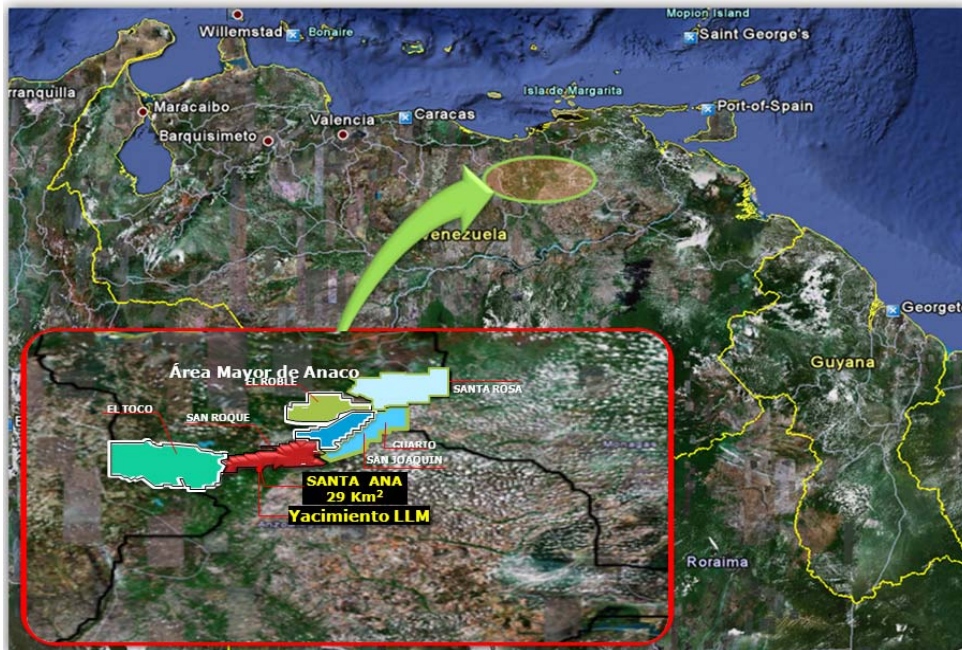 Mopion Island
Willemstad
Bonaire
Saint George's
rranquilla
Isla de Margarita
Maracaibo
Valencia
Caracas
Port-of-Spain
Barquisimeto
Venezuela
Georgeto
Guyana
Área Mayor de Anaco
EL ROBLE
SANTA ROSA
EL TOCO
SAN ROQUE
GUARIO
SAN JOAQUIN
SANTA ANA
29 Km²
Yacimiento LLM
Roraima